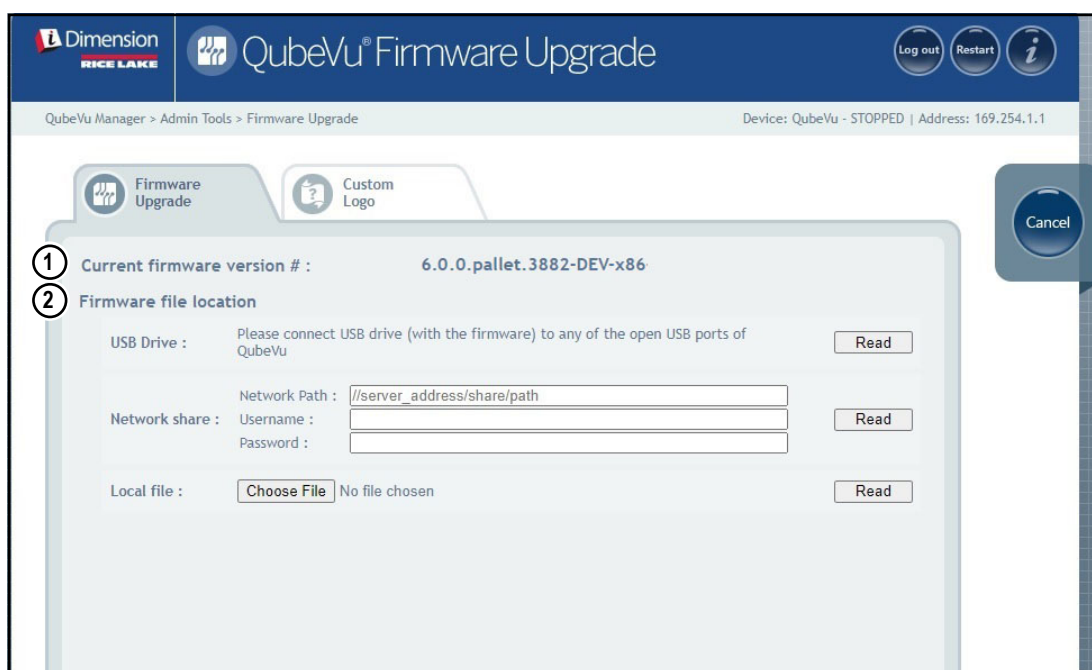 iDimension
RICE LAKE
QubeVu® Firmware Upgrade
Log out
Restart
i
QubeVu Manager > Admin Tools > Firmware Upgrade
Device: QubeVu - STOPPED | Address: 169.254.1.1
Firmware
Upgrade
Custom
Logo
Cancel
1
Current firmware version # : 6.0.0.pallet.3882-DEV-x86
2
Firmware file location
USB Drive : Please connect USB drive (with the firmware) to any of the open USB ports of
QubeVu
Read
Network Path : //server_address/share/path
Network share : Username :
Read
Password :
Local file : Choose File No file chosen Read